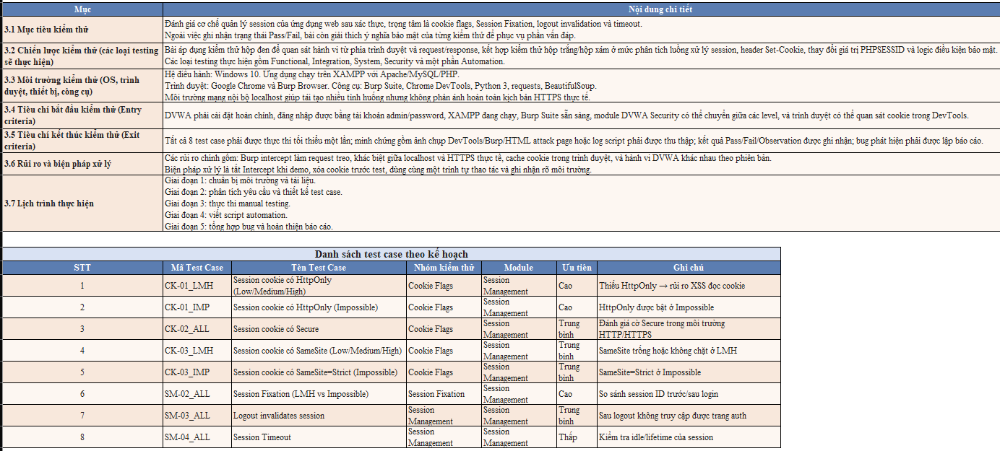 Mục Nội dung chi tiết
3.1 Mục tiêu kiểm thử
Đánh giá cơ chế quản lý session của ứng dụng web sau xác thực, trọng tâm là cookie flags, Session Fixation, logout invalidation và timeout.
Ngoài việc ghi nhận trạng thái Pass/Fail, bài còn giải thích ý nghĩa bảo mật của từng kiểm thử để phục vụ phần vấn đáp.
3.2 Chiến lược kiểm thử (các loại testing
sẽ thực hiện)
Bài áp dụng kiểm thử hộp đen để quan sát hành vi từ phía trình duyệt và request/response, kết hợp kiểm thử hộp trắng/hộp xám ở mức phân tích luồng xử lý session, header Set-Cookie, thay đổi giá trị PHPSESSID và logic điều kiện bảo mật.
Các loại testing thực hiện gồm Functional, Integration, System, Security và một phần Automation.
3.3 Môi trường kiểm thử (OS, trình
duyệt, thiết bị, công cụ)
Hệ điều hành: Windows 10. Ứng dụng chạy trên XAMPP với Apache/MySQL/PHP.
Trình duyệt: Google Chrome và Burp Browser. Công cụ: Burp Suite, Chrome DevTools, Python 3, requests, BeautifulSoup.
Môi trường mạng nội bộ localhost giúp tái tạo nhiều tình huống nhưng không phản ánh hoàn toàn kịch bản HTTPS thực tế.
3.4 Tiêu chí bắt đầu kiểm thử (Entry
criteria)
DVWA phải cài đặt hoàn chỉnh, đăng nhập được bằng tài khoản admin/password, XAMPP đang chạy, Burp Suite sẵn sàng, module DVWA Security có thể chuyển giữa các level, và trình duyệt có thể quan sát cookie trong DevTools.
3.5 Tiêu chí kết thúc kiểm thử (Exit
criteria)
Tất cả 8 test case phải được thực thi tối thiểu một lần; minh chứng gồm ảnh chụp DevTools/Burp/HTML attack page hoặc log script phải được thu thập; kết quả Pass/Fail/Observation được ghi nhận; bug phát hiện phải được lập báo cáo.
3.6 Rủi ro và biện pháp xử lý
Các rủi ro chính gồm: Burp intercept làm request treo, khác biệt giữa localhost và HTTPS thực tế, cache cookie trong trình duyệt, và hành vi DVWA khác nhau theo phiên bản.
Biện pháp xử lý là tắt Intercept khi demo, xóa cookie trước test, dùng cùng một trình tự thao tác và ghi nhận rõ môi trường.
3.7 Lịch trình thực hiện
Giai đoạn 1: chuẩn bị môi trường và tài liệu.
Giai đoạn 2: phân tích yêu cầu và thiết kế test case.
Giai đoạn 3: thực thi manual testing.
Giai đoạn 4: viết script automation.
Giai đoạn 5: tổng hợp bug và hoàn thiện báo cáo.
Danh sách test case theo kế hoạch
STT Mã Test Case Tên Test Case Nhóm kiểm thử Module Ưu tiên Ghi chú
1 CK-01_LMH Session cookie có HttpOnly
(Low/Medium/High) Cookie Flags Session
Management Cao Thiếu HttpOnly → rủi ro XSS đọc cookie
2 CK-01_IMP Session cookie có HttpOnly (Impossible) Cookie Flags Session
Management Cao HttpOnly được bật ở Impossible
3 CK-02_ALL Session cookie có Secure Cookie Flags Session
Management Trung
bình Đánh giá cờ Secure trong môi trường
HTTP/HTTPS
4 CK-03_LMH Session cookie có SameSite (Low/Medium/High) Cookie Flags Session
Management Trung
bình SameSite trống hoặc không chặt ở LMH
5 CK-03_IMP Session cookie có SameSite=Strict (Impossible) Cookie Flags Session
Management Trung
bình SameSite=Strict ở Impossible
6 SM-02_ALL Session Fixation (LMH vs Impossible) Session Fixation Session
Management Cao So sánh session ID trước/sau login
7 SM-03_ALL Logout invalidates session Session
Management Session
Management Trung
bình Sau logout không truy cập được trang auth
8 SM-04_ALL Session Timeout Session
Management Session
Management Thấp Kiểm tra idle/lifetime của session